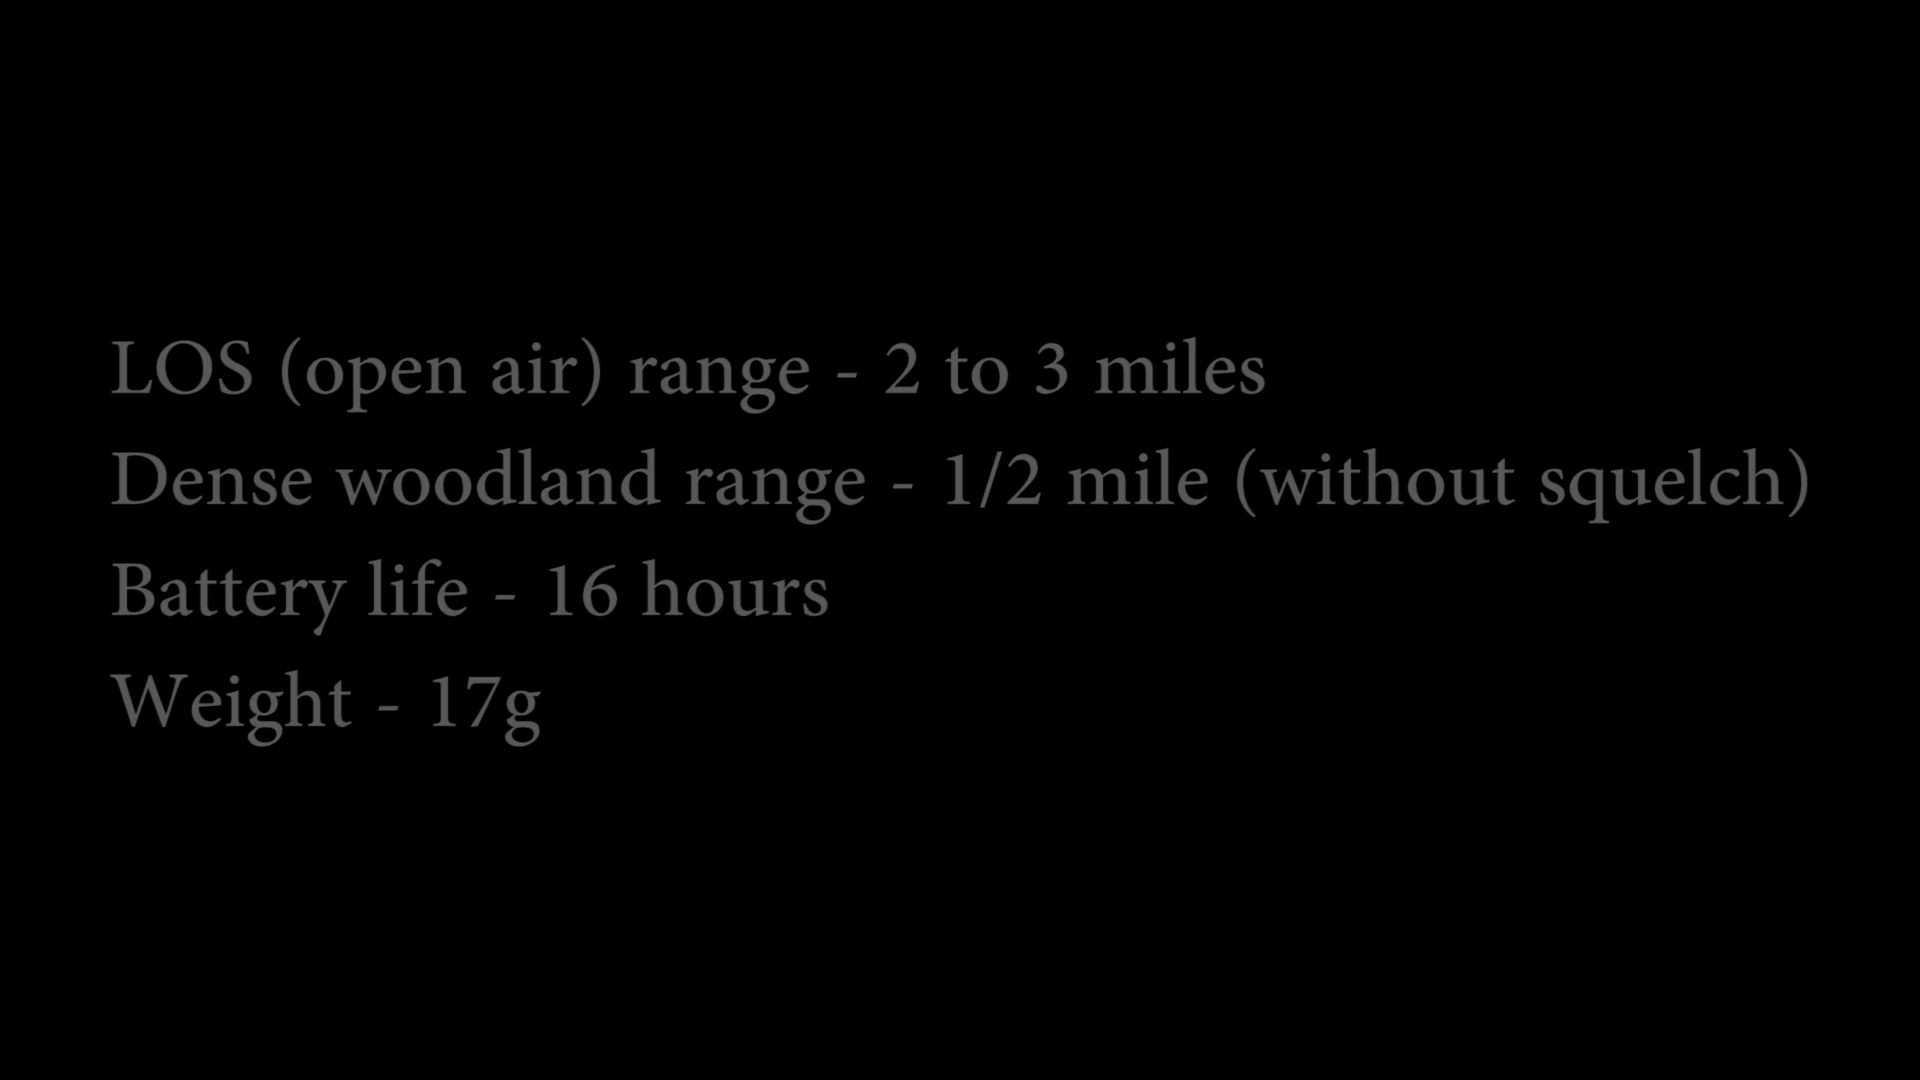 LOS (open air) range - 2 to 3 miles
Dense woodland range - 1/2 mile (without squelch)
Battery life - 16 hours
Weight - 17g